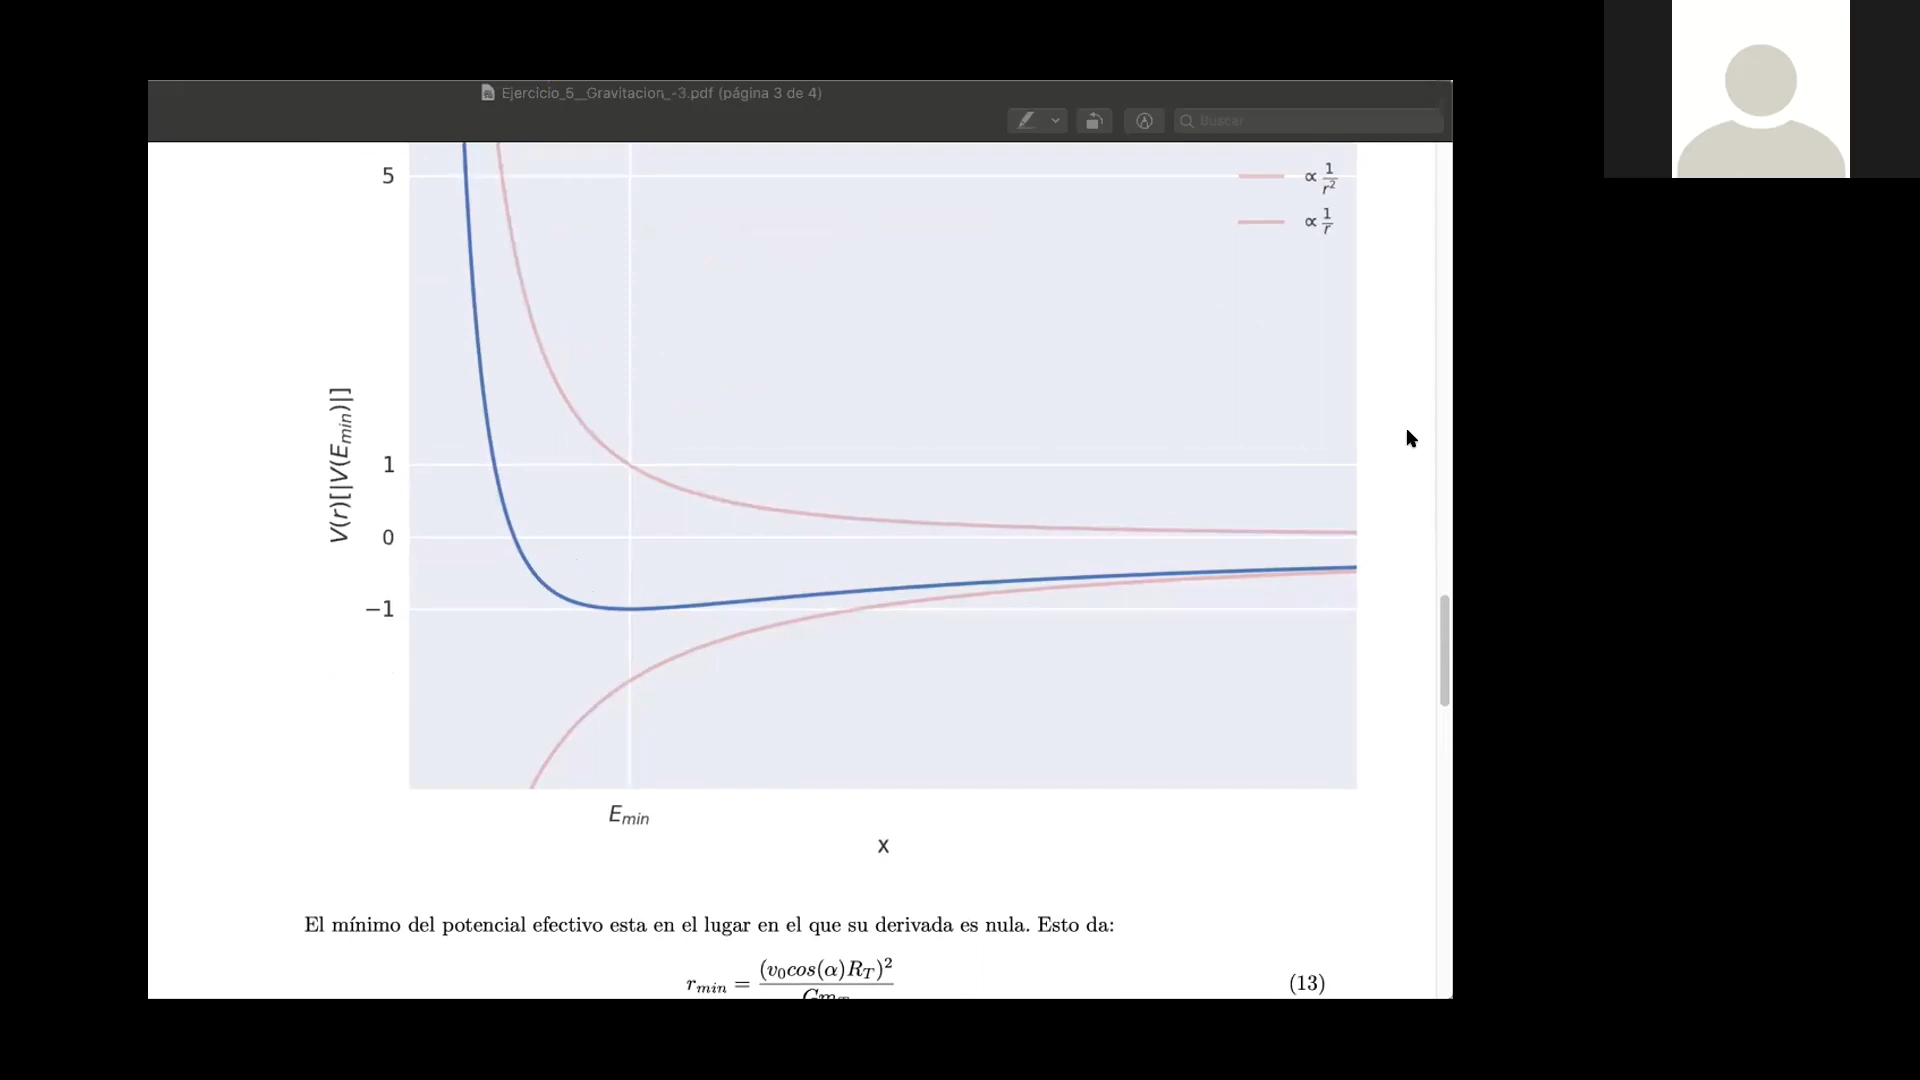 Ejercicio_5__Gravitacion_-3.pdf (página 3 de 4)
Buscar
5
∝ 1/r²
∝ 1/r
V(r)[|V(E_min)|]
1
0
−1
E_min
x
El mínimo del potencial efectivo esta en el lugar en el que su derivada es nula. Esto da:
r_min = (v₀cos(α)R_T)² / Gm_T (13)